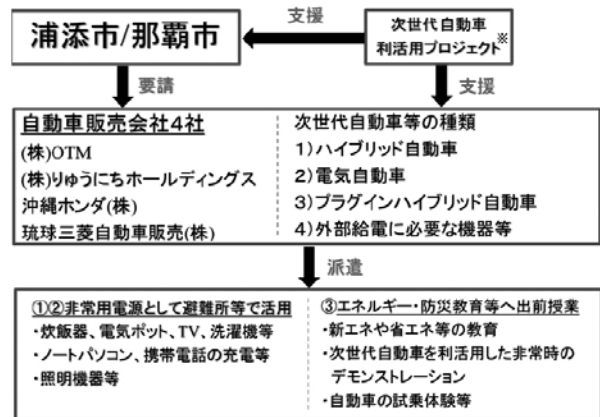 支援
浦添市/那覇市
次世代自動車
利活用プロジェクト※
要請
支援
自動車販売会社4社
(株)OTM
(株)りゅうにちホールディングス
沖縄ホンダ(株)
琉球三菱自動車販売(株)
次世代自動車等の種類
1)ハイブリッド自動車
2)電気自動車
3)プラグインハイブリッド自動車
4)外部給電に必要な機器等
派遣
①②非常用電源として避難所等で活用
・炊飯器、電気ポット、TV、洗濯機等
・ノートパソコン、携帯電話の充電等
・照明機器等
③エネルギー・防災教育等へ出前授業
・新エネや省エネ等の教育
・次世代自動車を利活用した非常時の
デモンストレーション
・自動車の試乗体験等